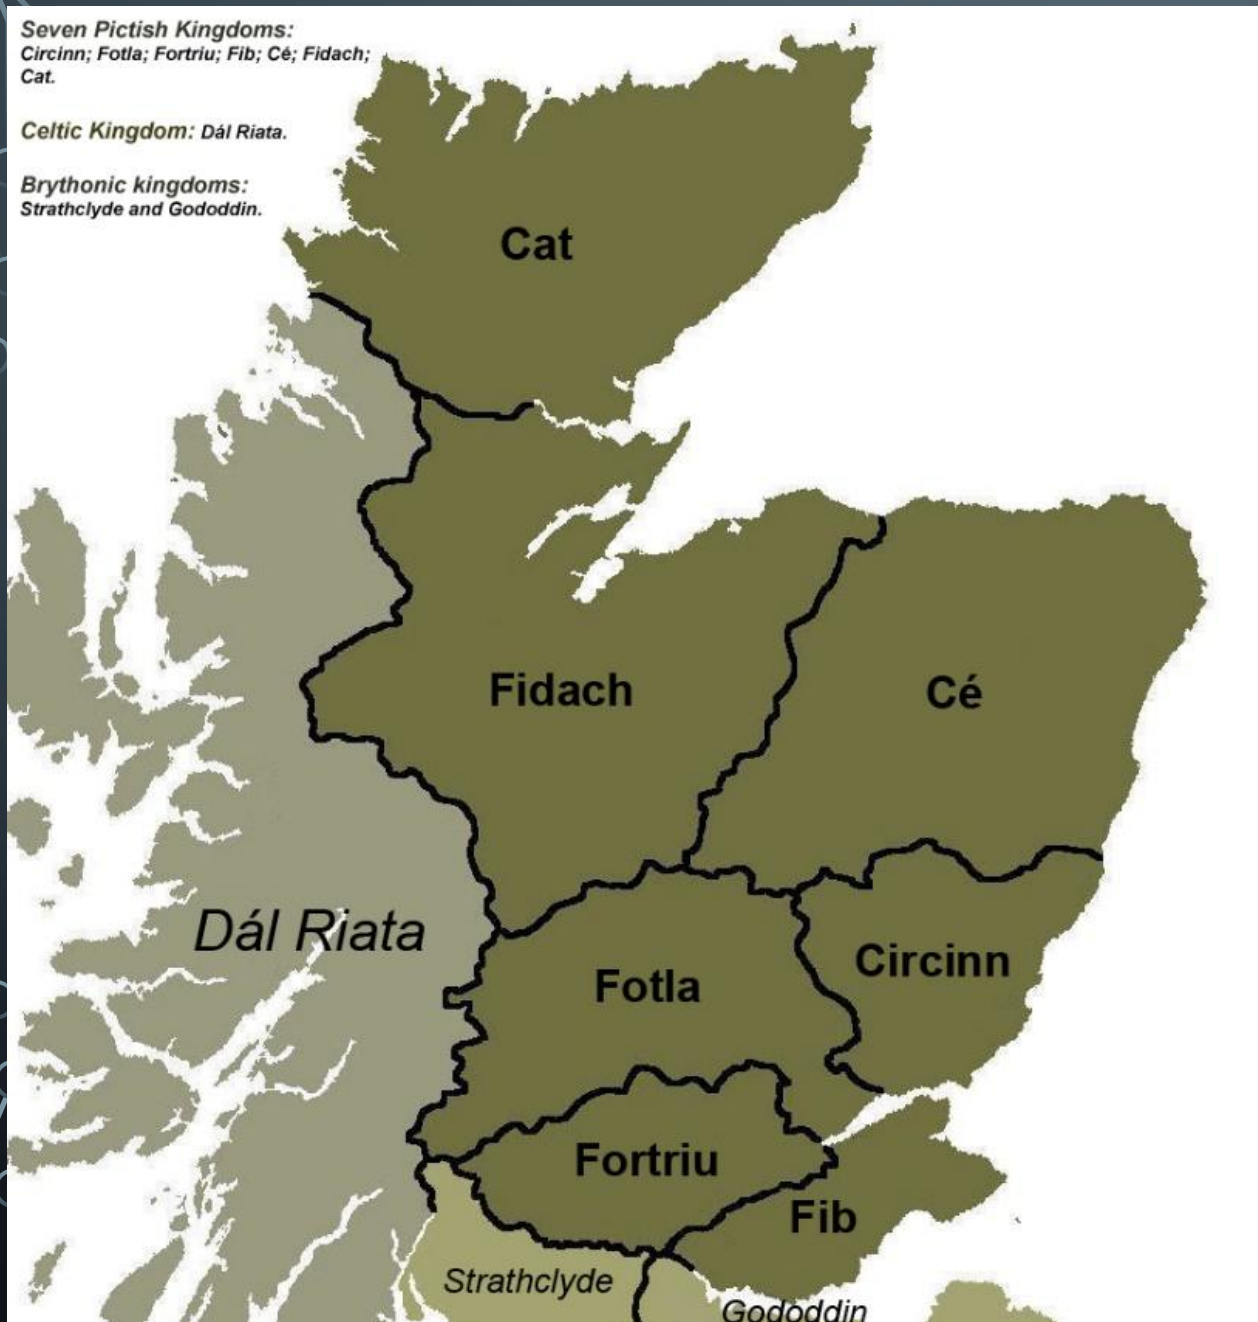 Seven Pictish Kingdoms:
Circinn; Fotla; Fortriu; Fib; Cé; Fidach;
Cat.
Celtic Kingdom: Dál Riata.
Brythonic kingdoms:
Strathclyde and Gododdin.
Cat
Fidach
Cé
Dál Riata
Circinn
Fotla
Fortriu
Fib
Strathclyde
Gododdin